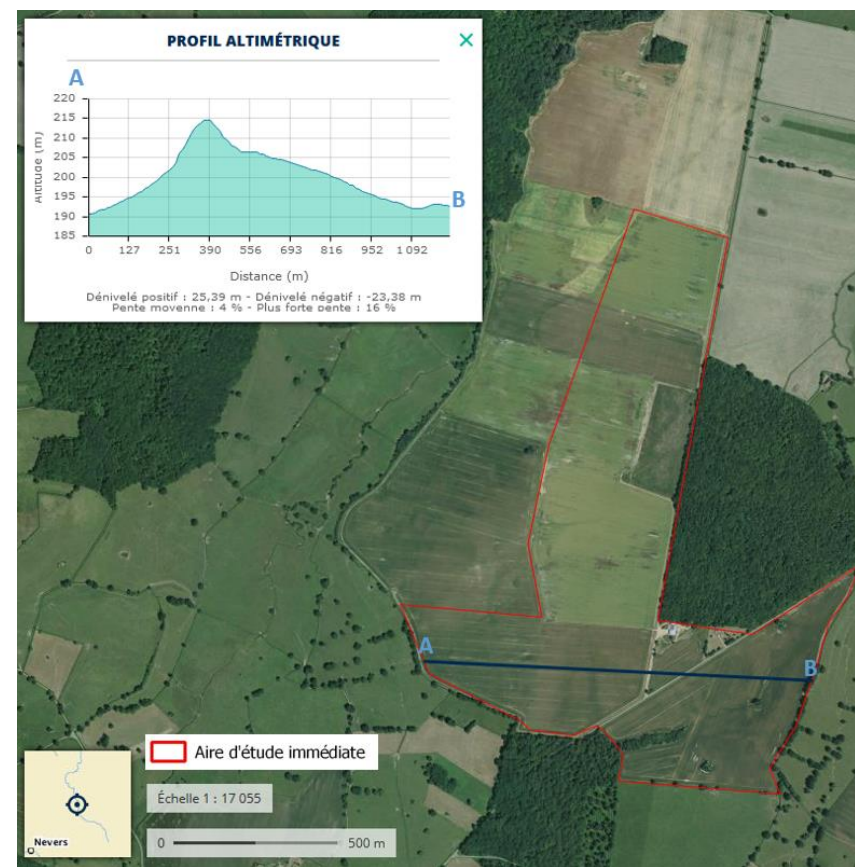 PROFIL ALTIMÉTRIQUE
×
A
220
215
210
205
200
195
190
185
Altitude (m)
B
0 127 251 390 556 693 816 952 1 092
Distance (m)
Dénivelé positif : 25,39 m - Dénivelé négatif : -23,38 m
Pente moyenne : 4 % - Plus forte pente : 16 %
A
B
Aire d'étude immédiate
Échelle 1 : 17 055
Nevers
0 500 m